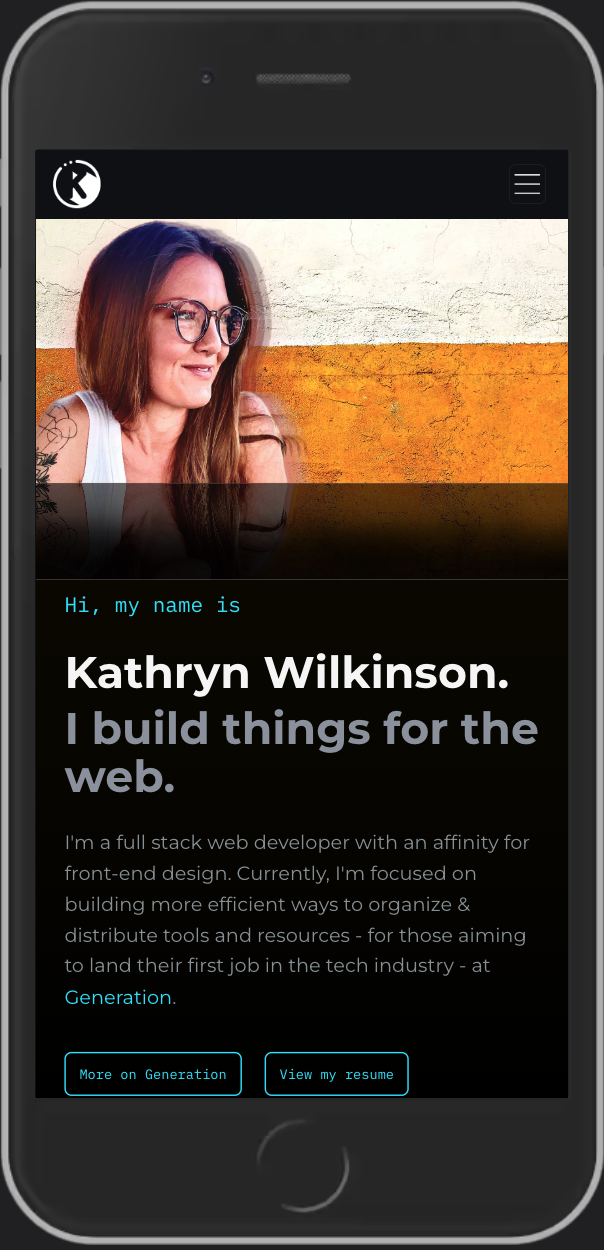 K
Hi, my name is
Kathryn Wilkinson.
I build things for the
web.
I'm a full stack web developer with an affinity for
front-end design. Currently, I'm focused on
building more efficient ways to organize &
distribute tools and resources - for those aiming
to land their first job in the tech industry - at
Generation.
More on Generation View my resume